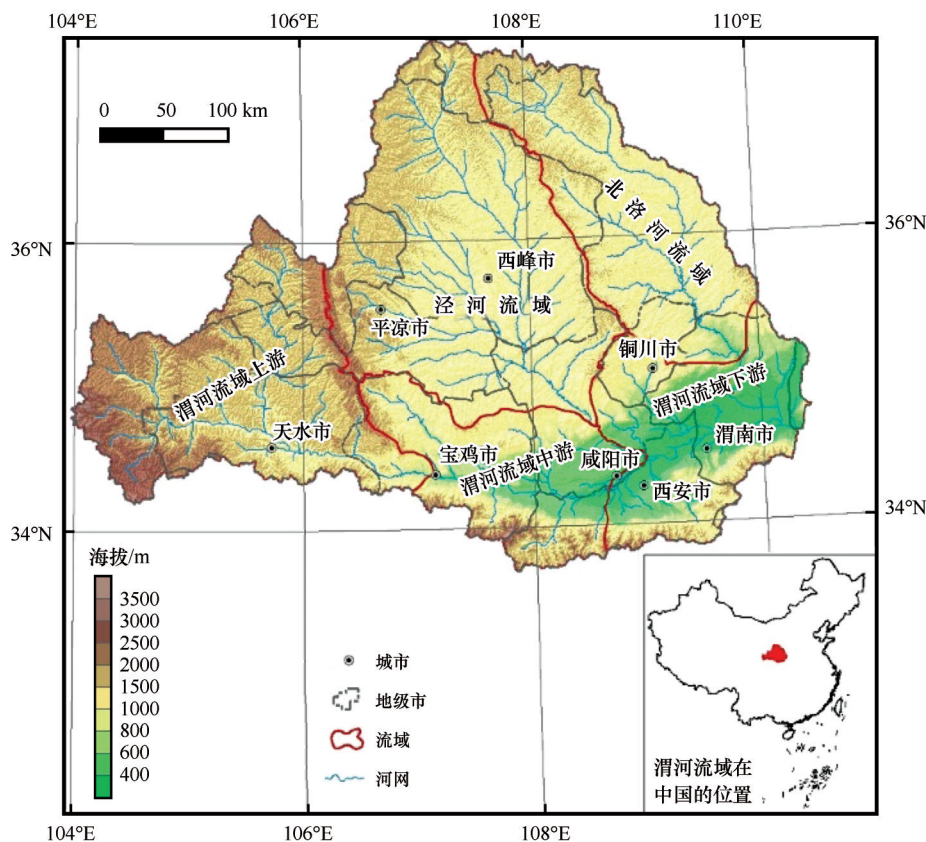 104°E 106°E 108°E 110°E
0 50 100 km
北洛河流域
36°N 36°N
西峰市
泾河流域
平凉市
铜川市
渭河流域上游
渭河流域下游
天水市
宝鸡市
渭河流域中游
咸阳市
渭南市
西安市
34°N 34°N
海拔/m
3500
3000
2500
2000
1500
1000
800
600
400
城市
地级市
流域
河网
渭河流域在
中国的位置
104°E 106°E 108°E 110°E